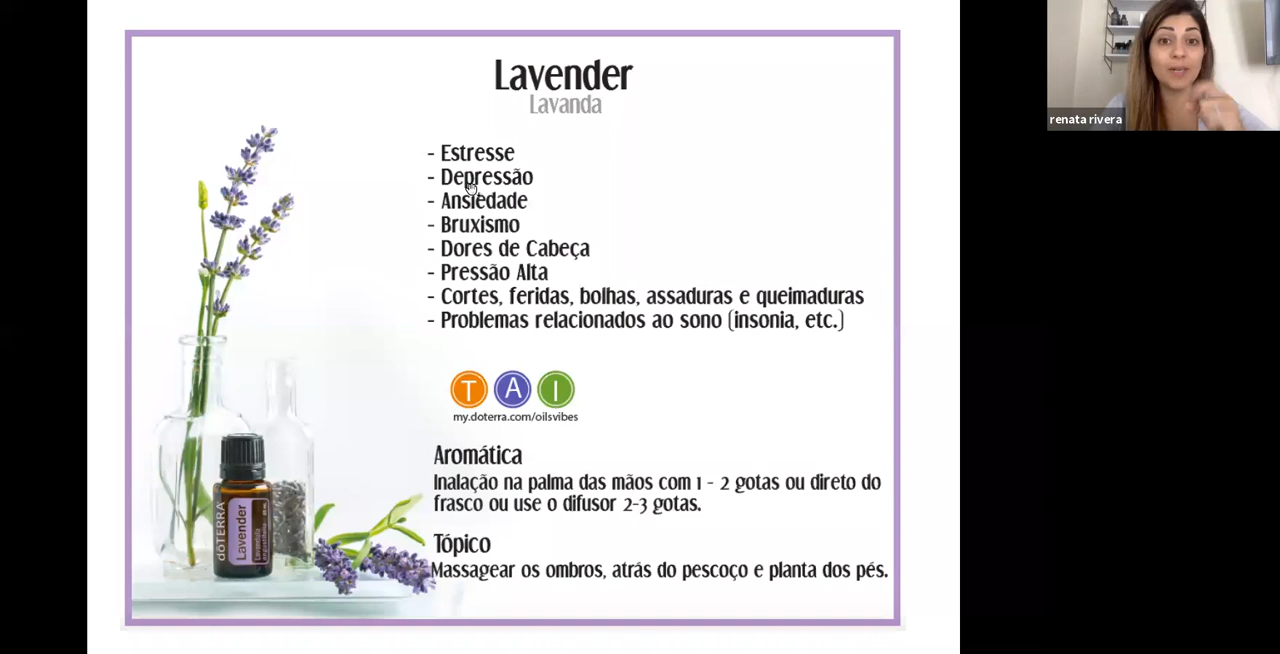 Lavender
Lavanda
- Estresse
- Depressão
- Ansiedade
- Bruxismo
- Dores de Cabeça
- Pressão Alta
- Cortes, feridas, bolhas, assaduras e queimaduras
- Problemas relacionados ao sono (insonia, etc.)
T A I
my.doterra.com/oilsvibes
Aromática
Inalação na palma das mãos com 1 - 2 gotas ou direto do
frasco ou use o difusor 2-3 gotas.
Tópico
Massagear os ombros, atrás do pescoço e planta dos pés.
dōTERRA
Lavender
Lavandula
angustifolia
renata rivera